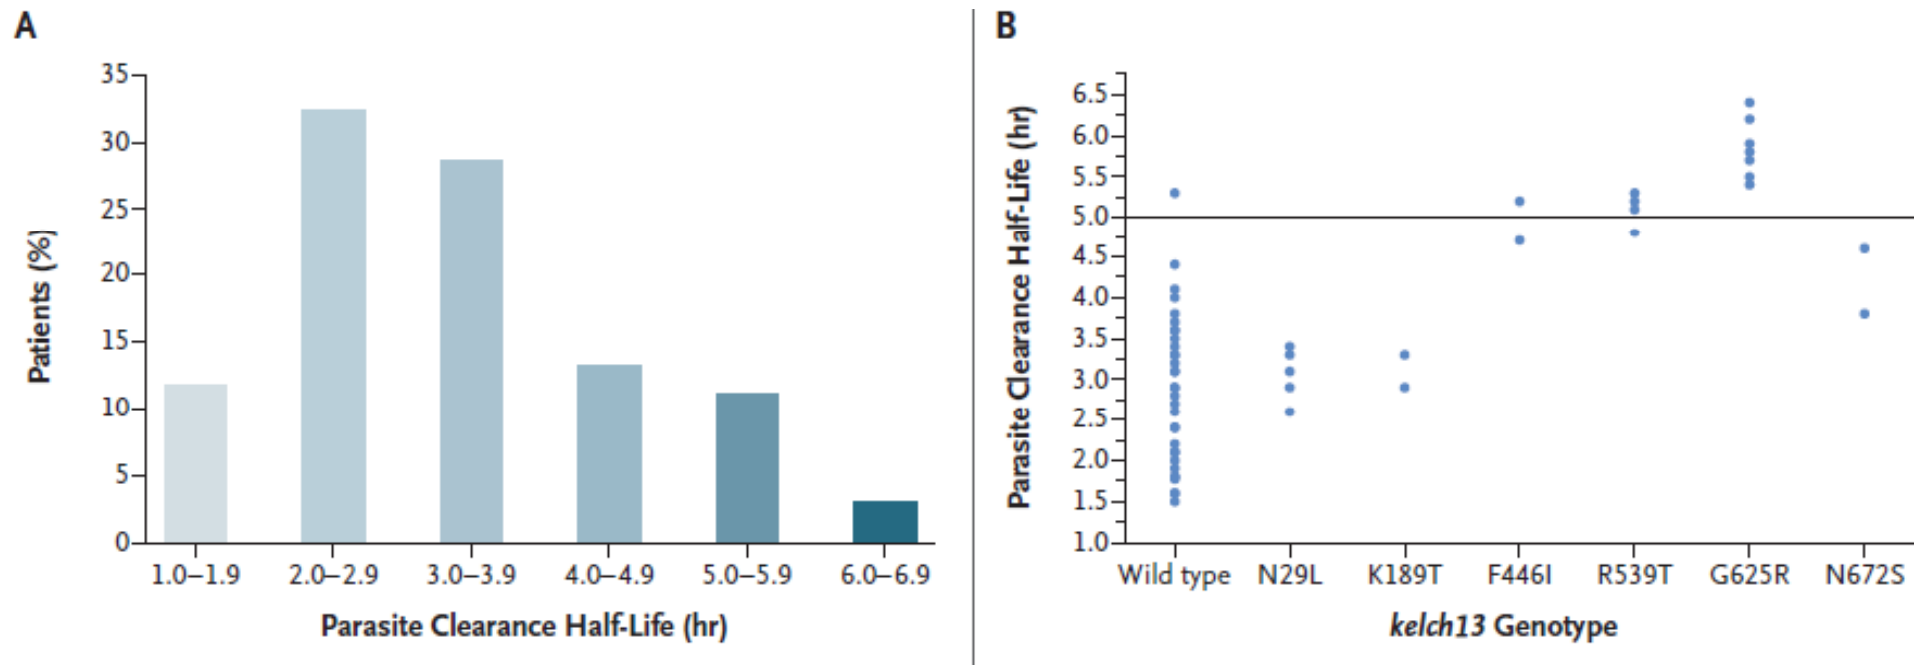 A
35
30
25
20
15
10
5
0
Patients (%)
1.0–1.9 2.0–2.9 3.0–3.9 4.0–4.9 5.0–5.9 6.0–6.9
Parasite Clearance Half-Life (hr)
B
6.5
6.0
5.5
5.0
4.5
4.0
3.5
3.0
2.5
2.0
1.5
1.0
Parasite Clearance Half-Life (hr)
Wild type N29L K189T F446I R539T G625R N672S
kelch13 Genotype